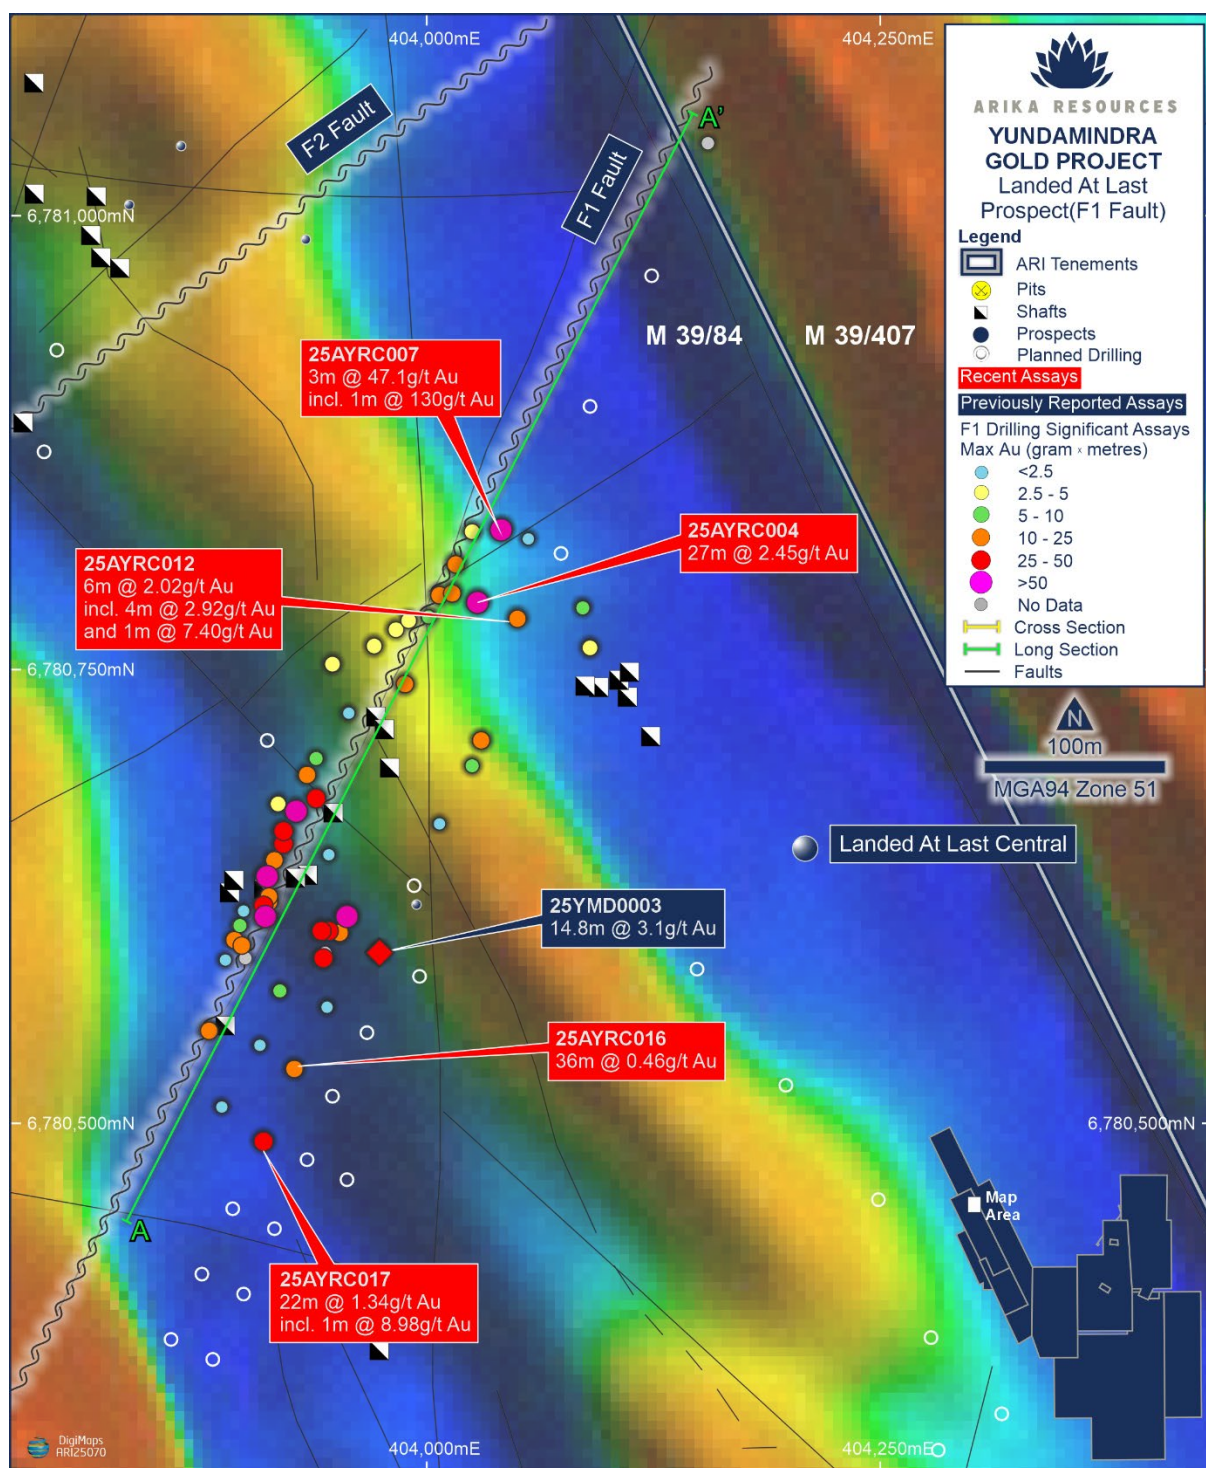 404,000mE
404,250mE
ARIKA RESOURCES
YUNDAMINDRA
GOLD PROJECT
Landed At Last
Prospect(F1 Fault)
Legend
ARI Tenements
Pits
Shafts
Prospects
Planned Drilling
Recent Assays
Previously Reported Assays
F1 Drilling Significant Assays
Max Au (gram x metres)
<2.5
2.5 - 5
5 - 10
10 - 25
25 - 50
>50
No Data
Cross Section
Long Section
Faults
N
100m
MGA94 Zone 51
F2 Fault
F1 Fault
A'
6,781,000mN
M 39/84
M 39/407
25AYRC007
3m @ 47.1g/t Au
incl. 1m @ 130g/t Au
25AYRC004
27m @ 2.45g/t Au
25AYRC012
6m @ 2.02g/t Au
incl. 4m @ 2.92g/t Au
and 1m @ 7.40g/t Au
6,780,750mN
Landed At Last Central
25YMD0003
14.8m @ 3.1g/t Au
25AYRC016
36m @ 0.46g/t Au
6,780,500mN
6,780,500mN
Map
Area
A
25AYRC017
22m @ 1.34g/t Au
incl. 1m @ 8.98g/t Au
DigiMaps
ARI25070
404,000mE
404,250mE